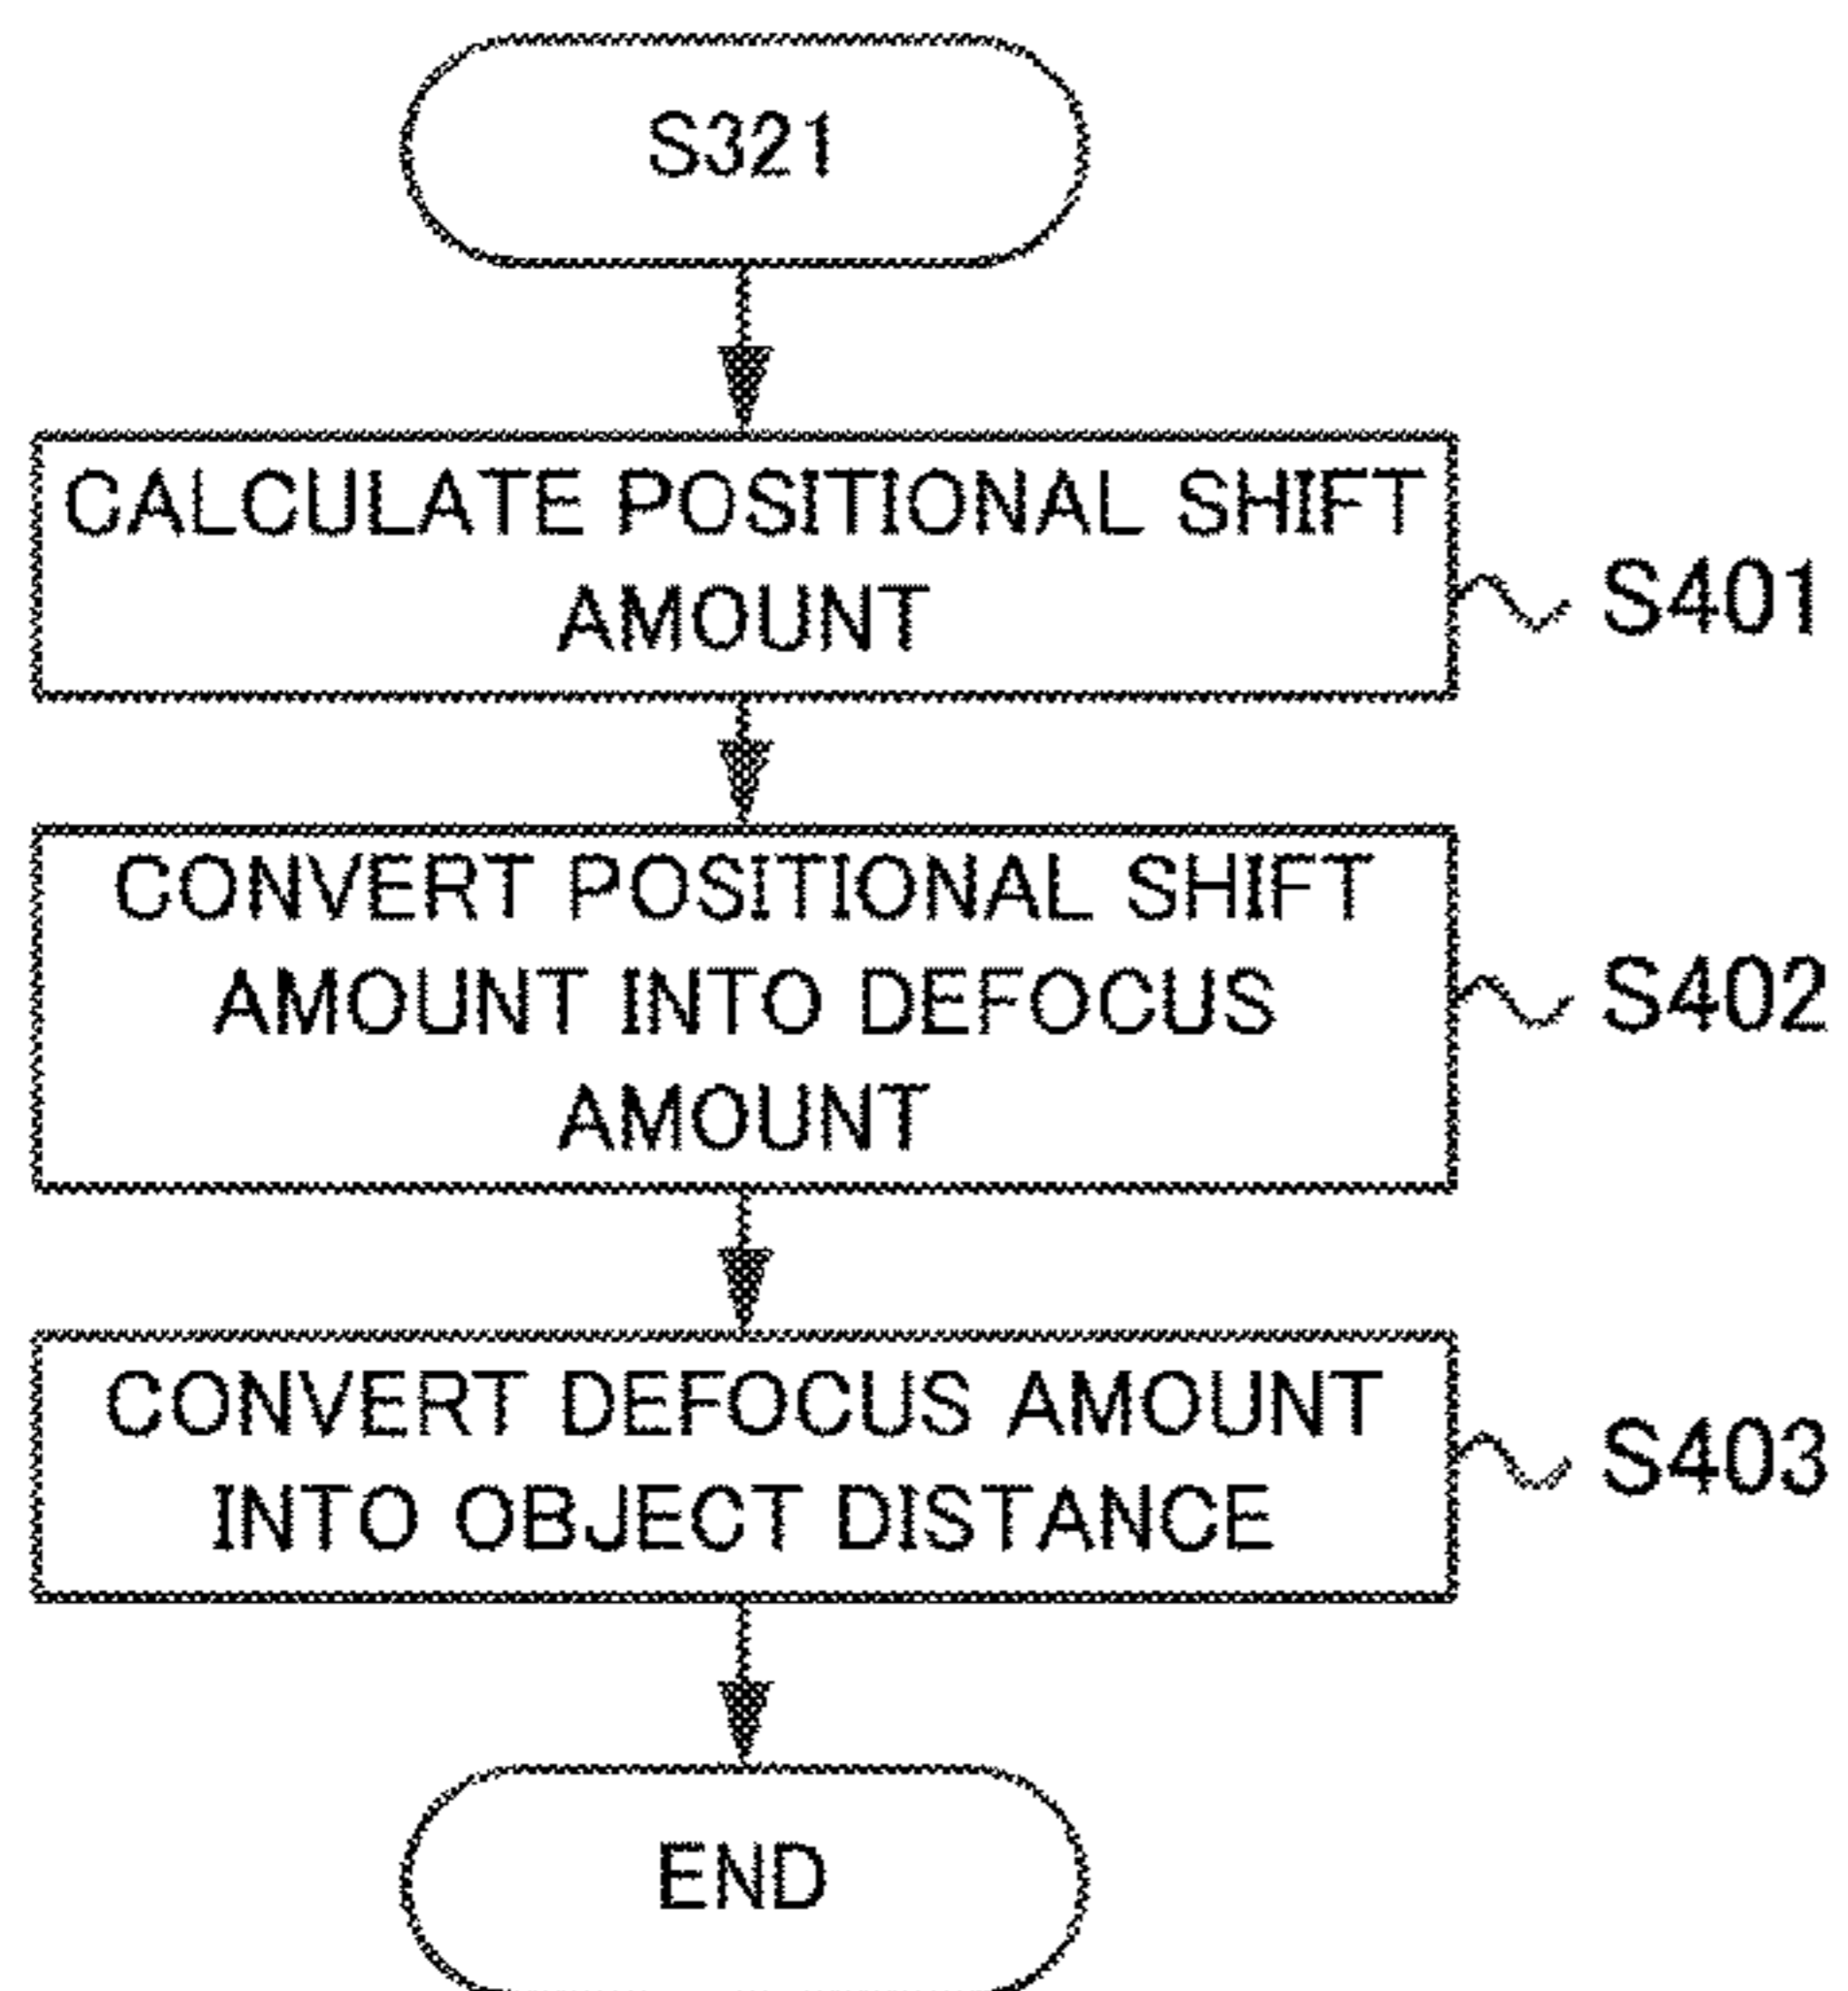 S321
CALCULATE POSITIONAL SHIFT
AMOUNT
S401
CONVERT POSITIONAL SHIFT
AMOUNT INTO DEFOCUS
AMOUNT
S402
CONVERT DEFOCUS AMOUNT
INTO OBJECT DISTANCE
S403
END